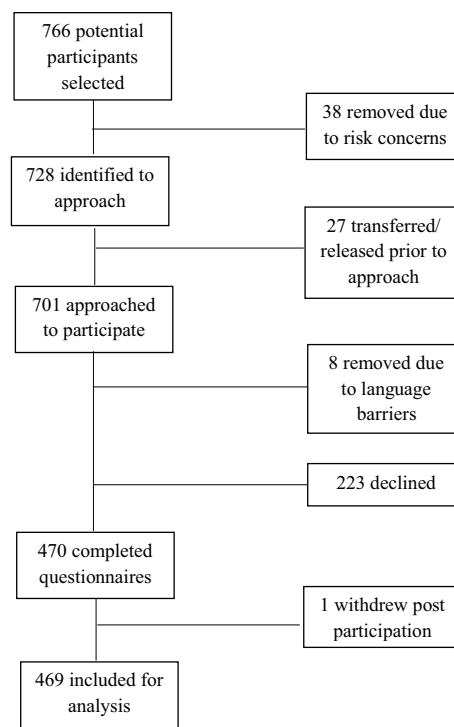 766 potential
participants
selected
38 removed due
to risk concerns
728 identified to
approach
27 transferred/
released prior to
approach
701 approached
to participate
8 removed due
to language
barriers
223 declined
470 completed
questionnaires
1 withdrew post
participation
469 included for
analysis